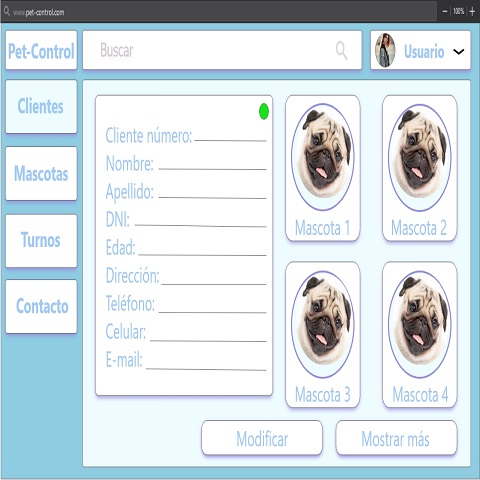 www.pet-control.com
100%
Pet-Control
Buscar
Usuario
Clientes
Mascotas
Turnos
Contacto
Cliente número:
Nombre:
Apellido:
DNI:
Edad:
Dirección:
Teléfono:
Celular:
E-mail:
Mascota 1
Mascota 2
Mascota 3
Mascota 4
Modificar
Mostrar más